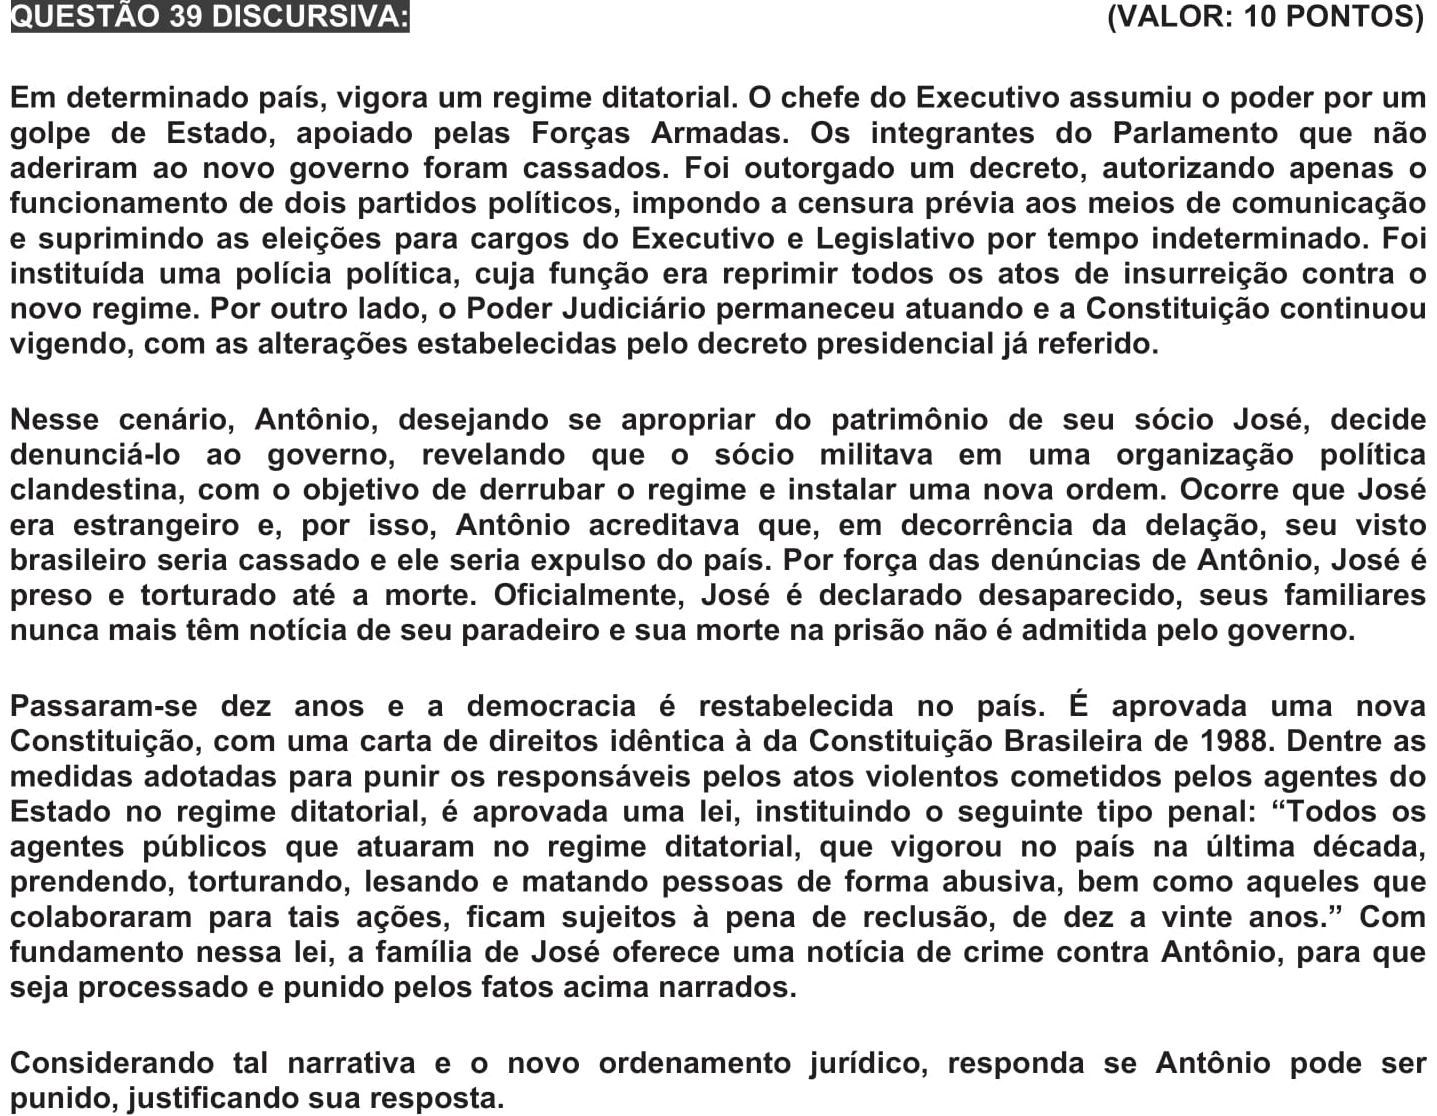 QUESTÃO 39 DISCURSIVA: (VALOR: 10 PONTOS)
Em determinado país, vigora um regime ditatorial. O chefe do Executivo assumiu o poder por um
golpe de Estado, apoiado pelas Forças Armadas. Os integrantes do Parlamento que não
aderiram ao novo governo foram cassados. Foi outorgado um decreto, autorizando apenas o
funcionamento de dois partidos políticos, impondo a censura prévia aos meios de comunicação
e suprimindo as eleições para cargos do Executivo e Legislativo por tempo indeterminado. Foi
instituída uma polícia política, cuja função era reprimir todos os atos de insurreição contra o
novo regime. Por outro lado, o Poder Judiciário permaneceu atuando e a Constituição continuou
vigendo, com as alterações estabelecidas pelo decreto presidencial já referido.
Nesse cenário, Antônio, desejando se apropriar do patrimônio de seu sócio José, decide
denunciá-lo ao governo, revelando que o sócio militava em uma organização política
clandestina, com o objetivo de derrubar o regime e instalar uma nova ordem. Ocorre que José
era estrangeiro e, por isso, Antônio acreditava que, em decorrência da delação, seu visto
brasileiro seria cassado e ele seria expulso do país. Por força das denúncias de Antônio, José é
preso e torturado até a morte. Oficialmente, José é declarado desaparecido, seus familiares
nunca mais têm notícia de seu paradeiro e sua morte na prisão não é admitida pelo governo.
Passaram-se dez anos e a democracia é restabelecida no país. É aprovada uma nova
Constituição, com uma carta de direitos idêntica à da Constituição Brasileira de 1988. Dentre as
medidas adotadas para punir os responsáveis pelos atos violentos cometidos pelos agentes do
Estado no regime ditatorial, é aprovada uma lei, instituindo o seguinte tipo penal: “Todos os
agentes públicos que atuaram no regime ditatorial, que vigorou no país na última década,
prendendo, torturando, lesando e matando pessoas de forma abusiva, bem como aqueles que
colaboraram para tais ações, ficam sujeitos à pena de reclusão, de dez a vinte anos.” Com
fundamento nessa lei, a família de José oferece uma notícia de crime contra Antônio, para que
seja processado e punido pelos fatos acima narrados.
Considerando tal narrativa e o novo ordenamento jurídico, responda se Antônio pode ser
punido, justificando sua resposta.